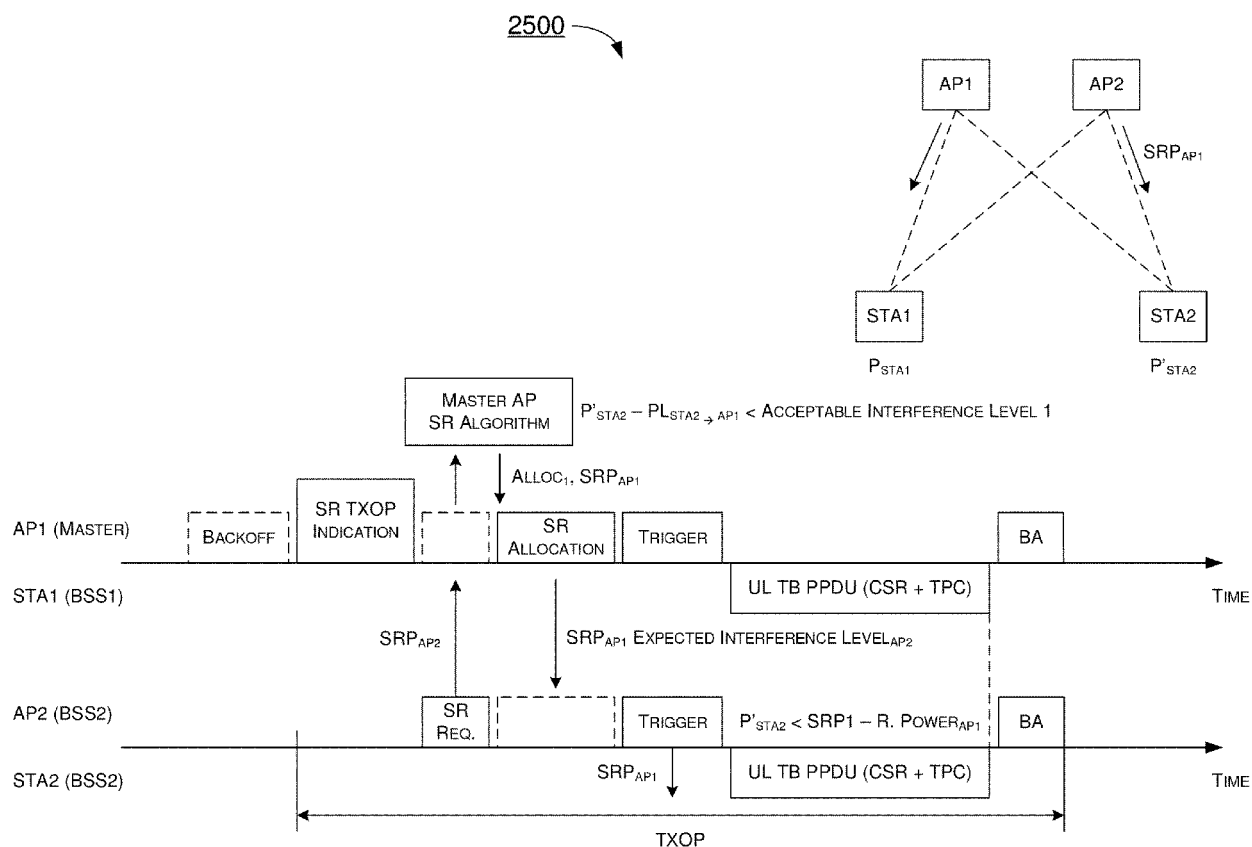 2500
AP1
AP2
SRP_AP1
STA1
STA2
P_STA1
P'_STA2
MASTER AP
SR ALGORITHM
P'_STA2 – PL_STA2 → AP1 < ACCEPTABLE INTERFERENCE LEVEL 1
ALLOC_1, SRP_AP1
AP1 (MASTER)
BACKOFF
SR TXOP
INDICATION
SR
ALLOCATION
TRIGGER
BA
STA1 (BSS1)
UL TB PPDU (CSR + TPC)
TIME
SRP_AP2
SRP_AP1 EXPECTED INTERFERENCE LEVEL_AP2
AP2 (BSS2)
SR
REQ.
TRIGGER
P'_STA2 < SRP1 – R. POWER_AP1
BA
STA2 (BSS2)
SRP_AP1
UL TB PPDU (CSR + TPC)
TIME
TXOP